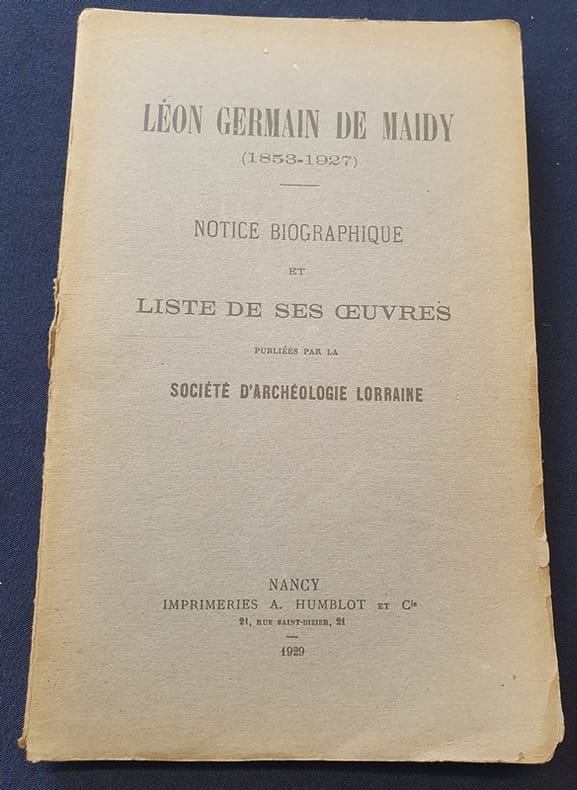 LÉON GERMAIN DE MAIDY
(1853-1927)
NOTICE BIOGRAPHIQUE
ET
LISTE DE SES ŒUVRES
PUBLIÉES PAR LA
SOCIÉTÉ D'ARCHÉOLOGIE LORRAINE
NANCY
IMPRIMERIES A. HUMBLOT ET Cie
21, RUE SAINT-DIZIER, 21
1929